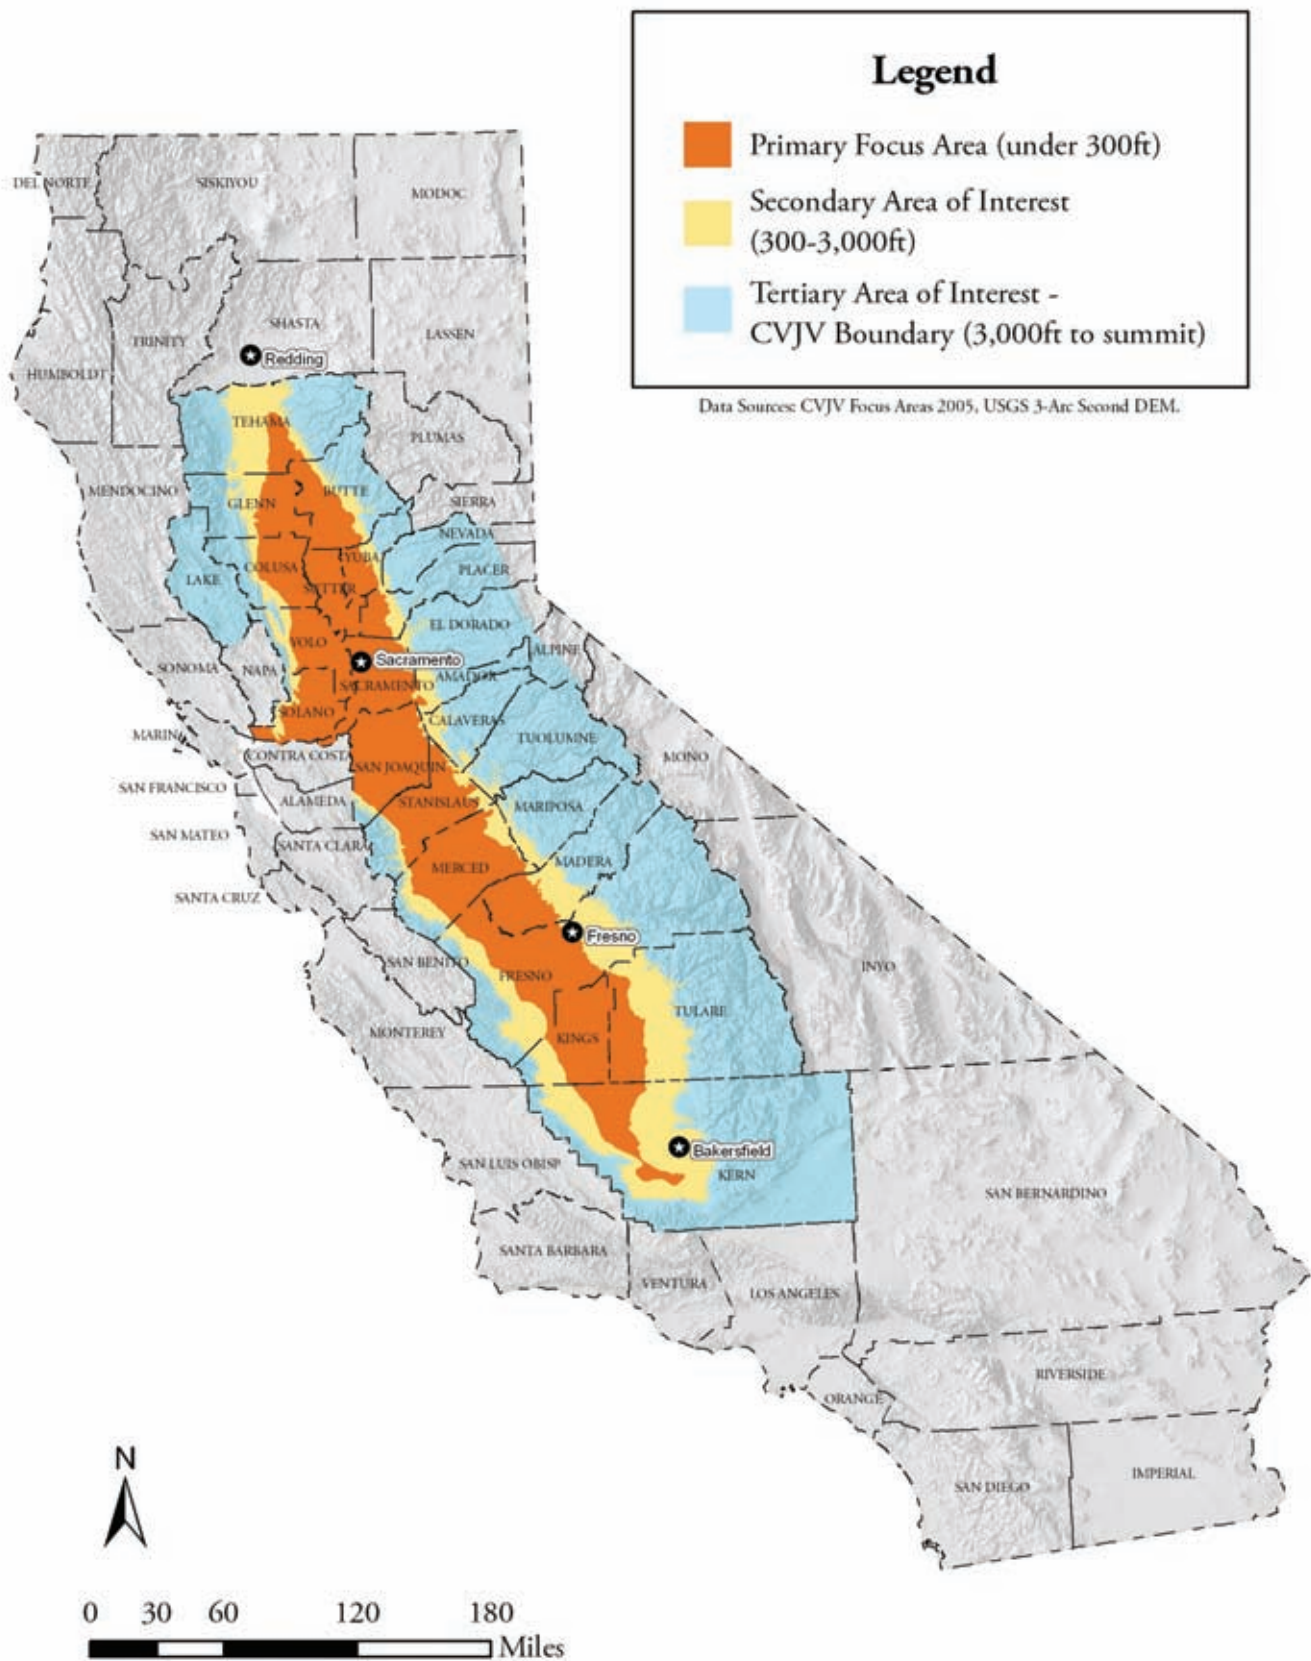 Legend
Primary Focus Area (under 300ft)
Secondary Area of Interest
(300-3,000ft)
Tertiary Area of Interest -
CVJV Boundary (3,000ft to summit)
Data Sources: CVJV Focus Areas 2005, USGS 3-Arc Second DEM.
DEL NORTE
SISKIYOU
MODOC
SHASTA
TRINITY
LASSEN
Redding
HUMBOLDT
TEHAMA
PLUMAS
MENDOCINO
GLENN
BUTTE
SIERRA
NEVADA
YUBA
COLUSA
PLACER
LAKE
SUTTER
EL DORADO
YOLO
ALPINE
Sacramento
SONOMA
NAPA
AMADOR
SACRAMENTO
SOLANO
CALAVERAS
MARIN
TUOLUMNE
CONTRA COSTA
MONO
SAN JOAQUIN
SAN FRANCISCO
ALAMEDA
STANISLAUS
MARIPOSA
SAN MATEO
SANTA CLARA
MADERA
MERCED
SANTA CRUZ
Fresno
SAN BENITO
INYO
FRESNO
TULARE
MONTEREY
KINGS
Bakersfield
SAN LUIS OBISP
KERN
SAN BERNARDINO
SANTA BARBARA
VENTURA
LOS ANGELES
RIVERSIDE
ORANGE
IMPERIAL
SAN DIEGO
N
0 30 60 120 180
Miles